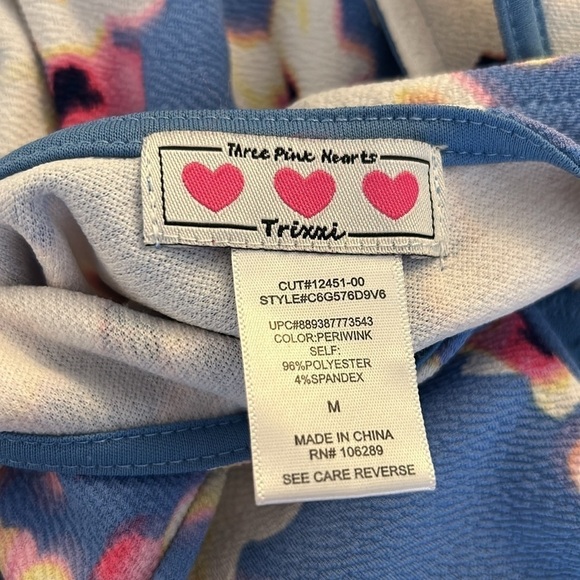 Three Pink Hearts
Trixxi
CUT#12451-00
STYLE#C6G576D9V6
UPC#889387773543
COLOR:PERIWINK
SELF:
96%POLYESTER
4%SPANDEX
M
MADE IN CHINA
RN# 106289
SEE CARE REVERSE